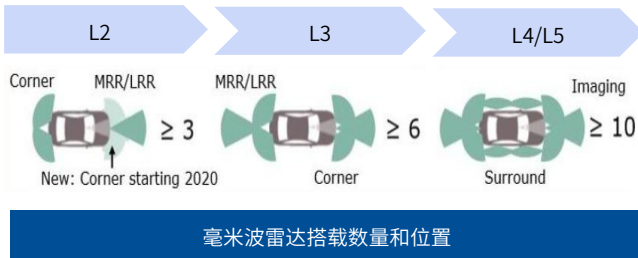 L2
L3
L4/L5
Corner
MRR/LRR
≥ 3
New: Corner starting 2020
MRR/LRR
≥ 6
Corner
Imaging
≥ 10
Surround
毫米波雷达搭载数量和位置